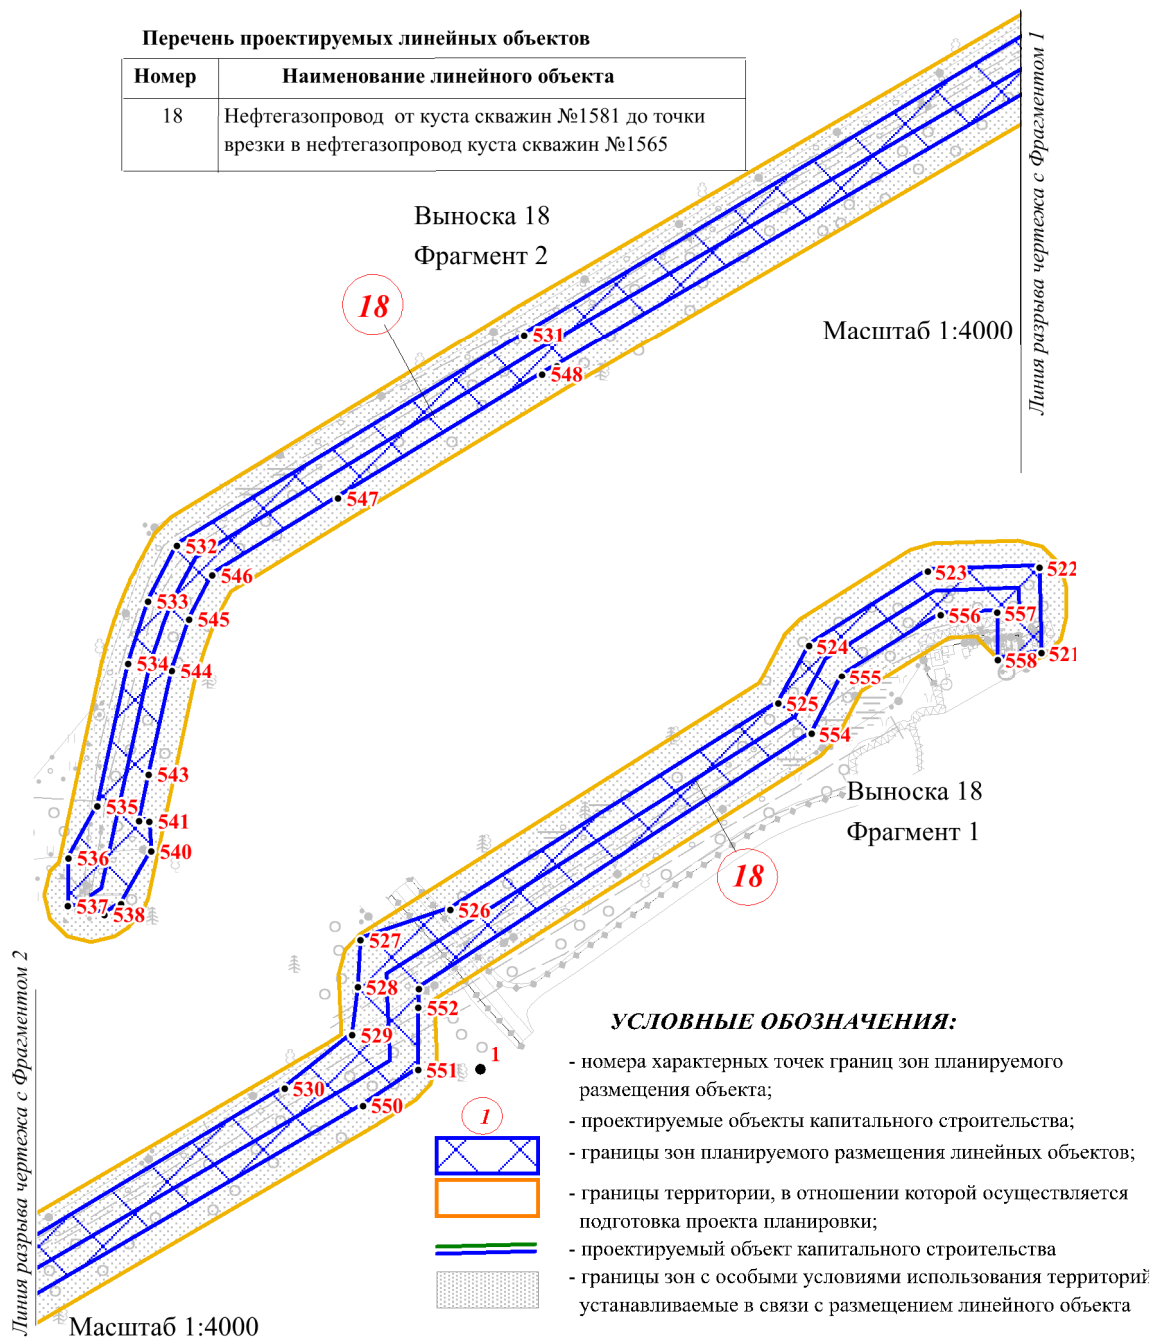 Перечень проектируемых линейных объектов
Номер Наименование линейного объекта
18 Нефтегазопровод от куста скважин №1581 до точки
врезки в нефтегазопровод куста скважин №1565
Выноска 18
Фрагмент 2
Линия разрыва чертежа с Фрагментом 1
18
Масштаб 1:4000
531
548
547
532
546
533
545
534
544
543
535
541
540
536
537
538
523
522
556
557
524
521
558
555
525
554
Выноска 18
Фрагмент 1
18
526
527
528
552
529
551
530
550
Линия разрыва чертежа с Фрагментом 2
Масштаб 1:4000
УСЛОВНЫЕ ОБОЗНАЧЕНИЯ:
1
- номера характерных точек границ зон планируемого
размещения объекта;
1
- проектируемые объекты капитального строительства;
- границы зон планируемого размещения линейных объектов;
- границы территории, в отношении которой осуществляется
подготовка проекта планировки;
- проектируемый объект капитального строительства
- границы зон с особыми условиями использования территорий
устанавливаемые в связи с размещением линейного объекта